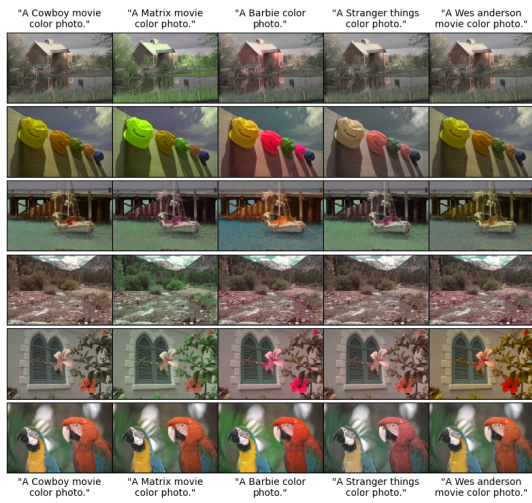 "A Cowboy movie
color photo."
"A Matrix movie
color photo."
"A Barbie color
photo."
"A Stranger things
color photo."
"A Wes anderson
movie color photo."
"A Cowboy movie
color photo."
"A Matrix movie
color photo."
"A Barbie color
photo."
"A Stranger things
color photo."
"A Wes anderson
movie color photo."